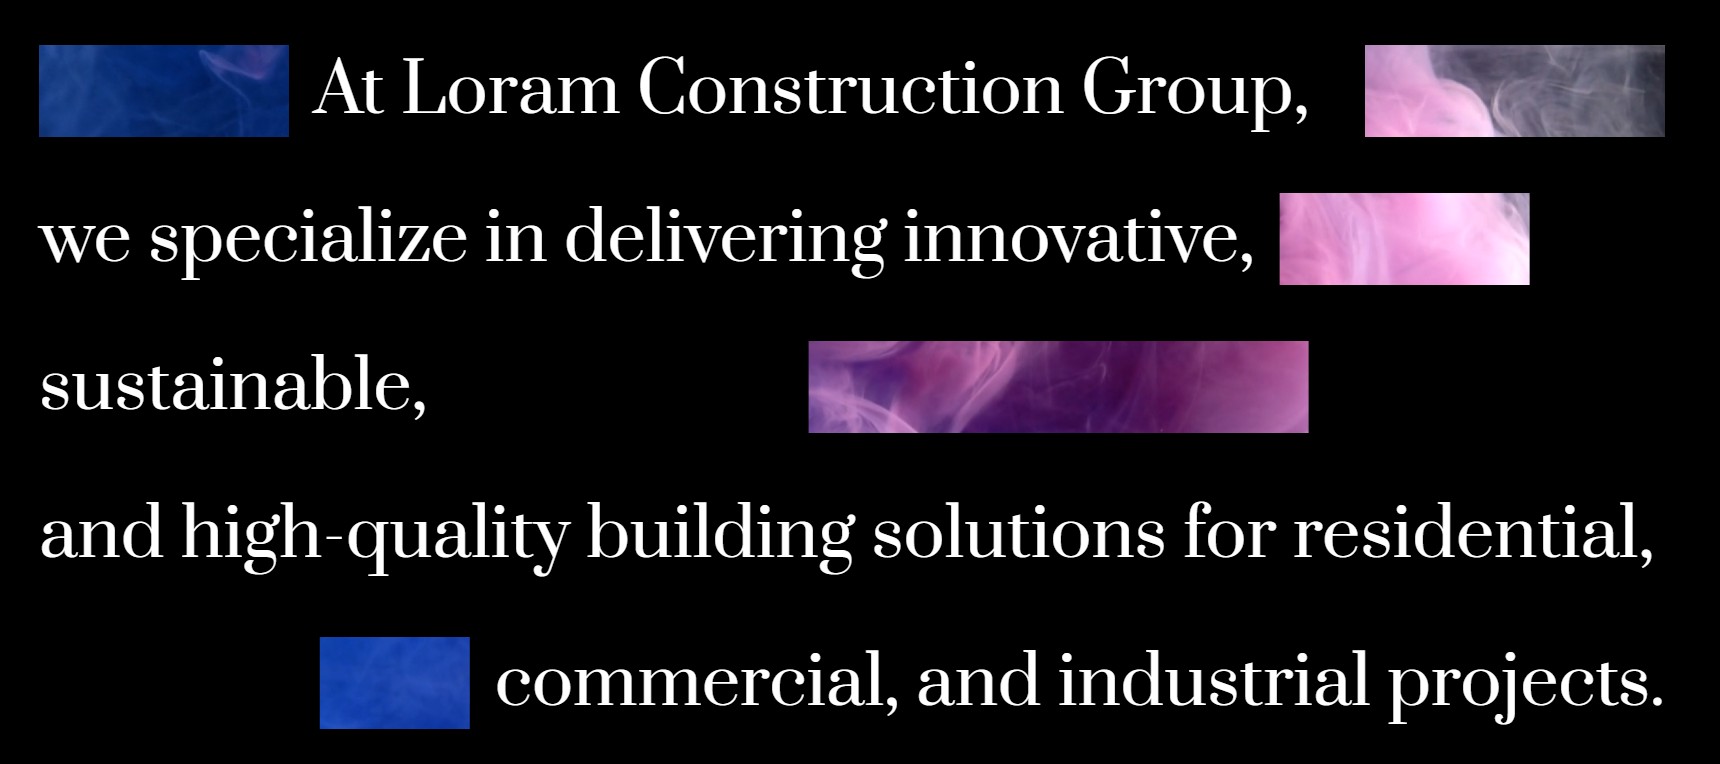 At Loram Construction Group,
we specialize in delivering innovative,
sustainable,
and high-quality building solutions for residential,
commercial, and industrial projects.